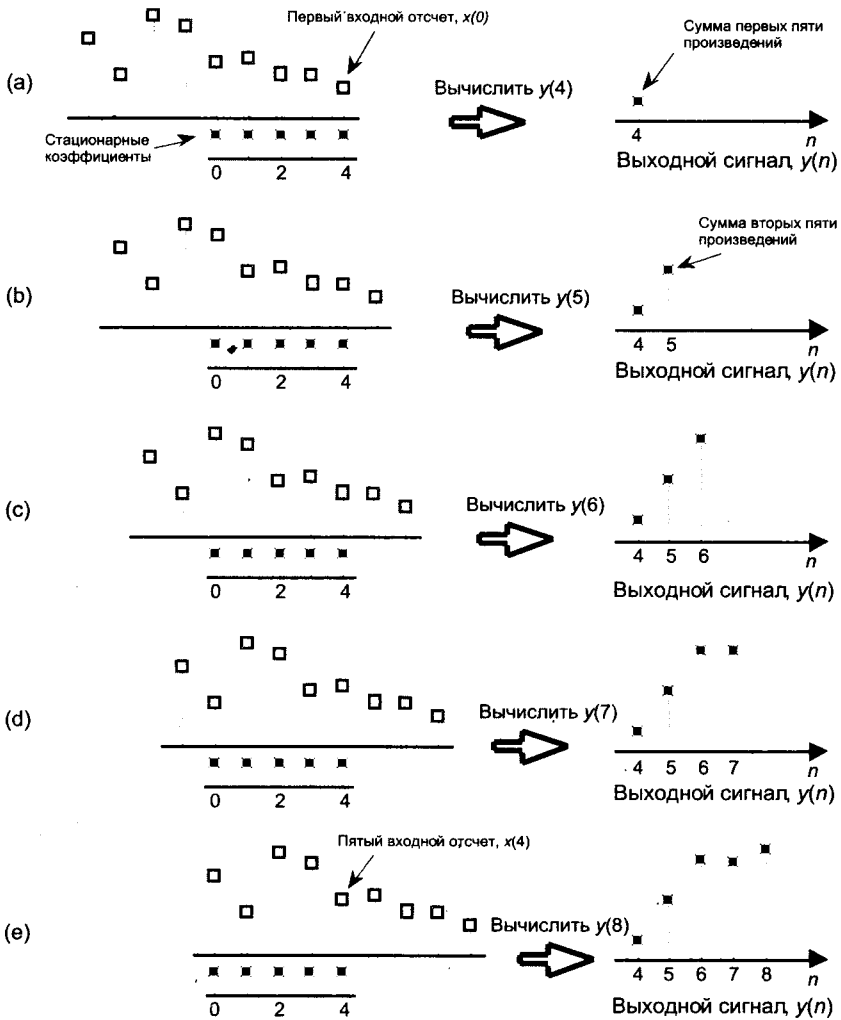 (a)
Первый входной отсчет, x(0)
Стационарные
коэффициенты
0 2 4
Вычислить y(4)
Сумма первых пяти
произведений
4
n
Выходной сигнал, y(n)
(b)
0 2 4
Вычислить y(5)
Сумма вторых пяти
произведений
4 5
n
Выходной сигнал, y(n)
(c)
0 2 4
Вычислить y(6)
4 5 6
n
Выходной сигнал, y(n)
(d)
0 2 4
Вычислить y(7)
4 5 6 7 n
Выходной сигнал, y(n)
(e)
Пятый входной отсчет, x(4)
0 2 4
Вычислить y(8)
4 5 6 7 8 n
Выходной сигнал, y(n)